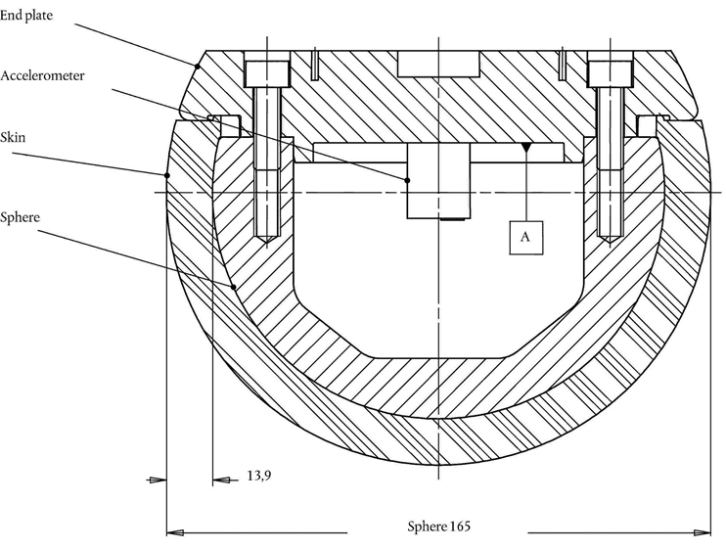 End plate
Accelerometer
Skin
Sphere
A
13,9
Sphere 165